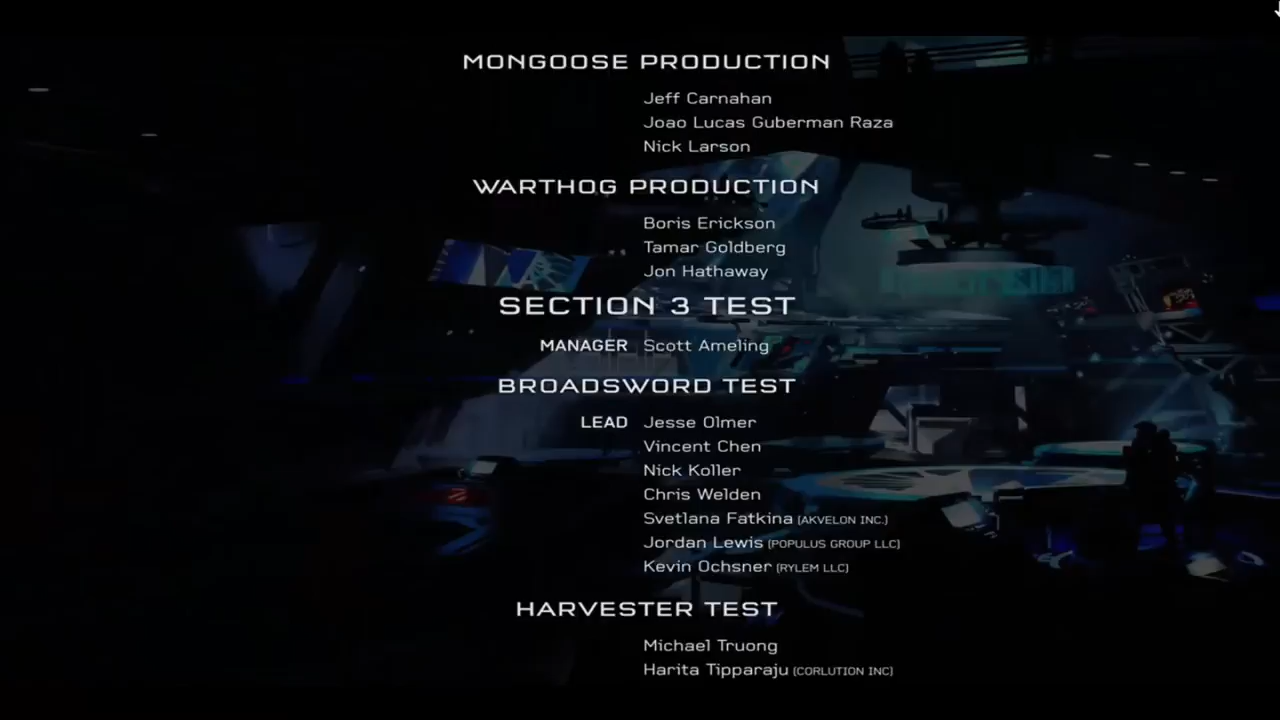 MONGOOSE PRODUCTION
Jeff Carnahan
Joao Lucas Guberman Raza
Nick Larson
WARTHOG PRODUCTION
Boris Erickson
Tamar Goldberg
Jon Hathaway
SECTION 3 TEST
MANAGER Scott Ameling
BROADSWORD TEST
LEAD Jesse Olmer
Vincent Chen
Nick Koller
Chris Welden
Svetlana Fatkina (AKVELON INC.)
Jordan Lewis (POPULUS GROUP LLC)
Kevin Ochsner (RYLEM LLC)
HARVESTER TEST
Michael Truong
Harita Tipparaju (CORLUTION INC)